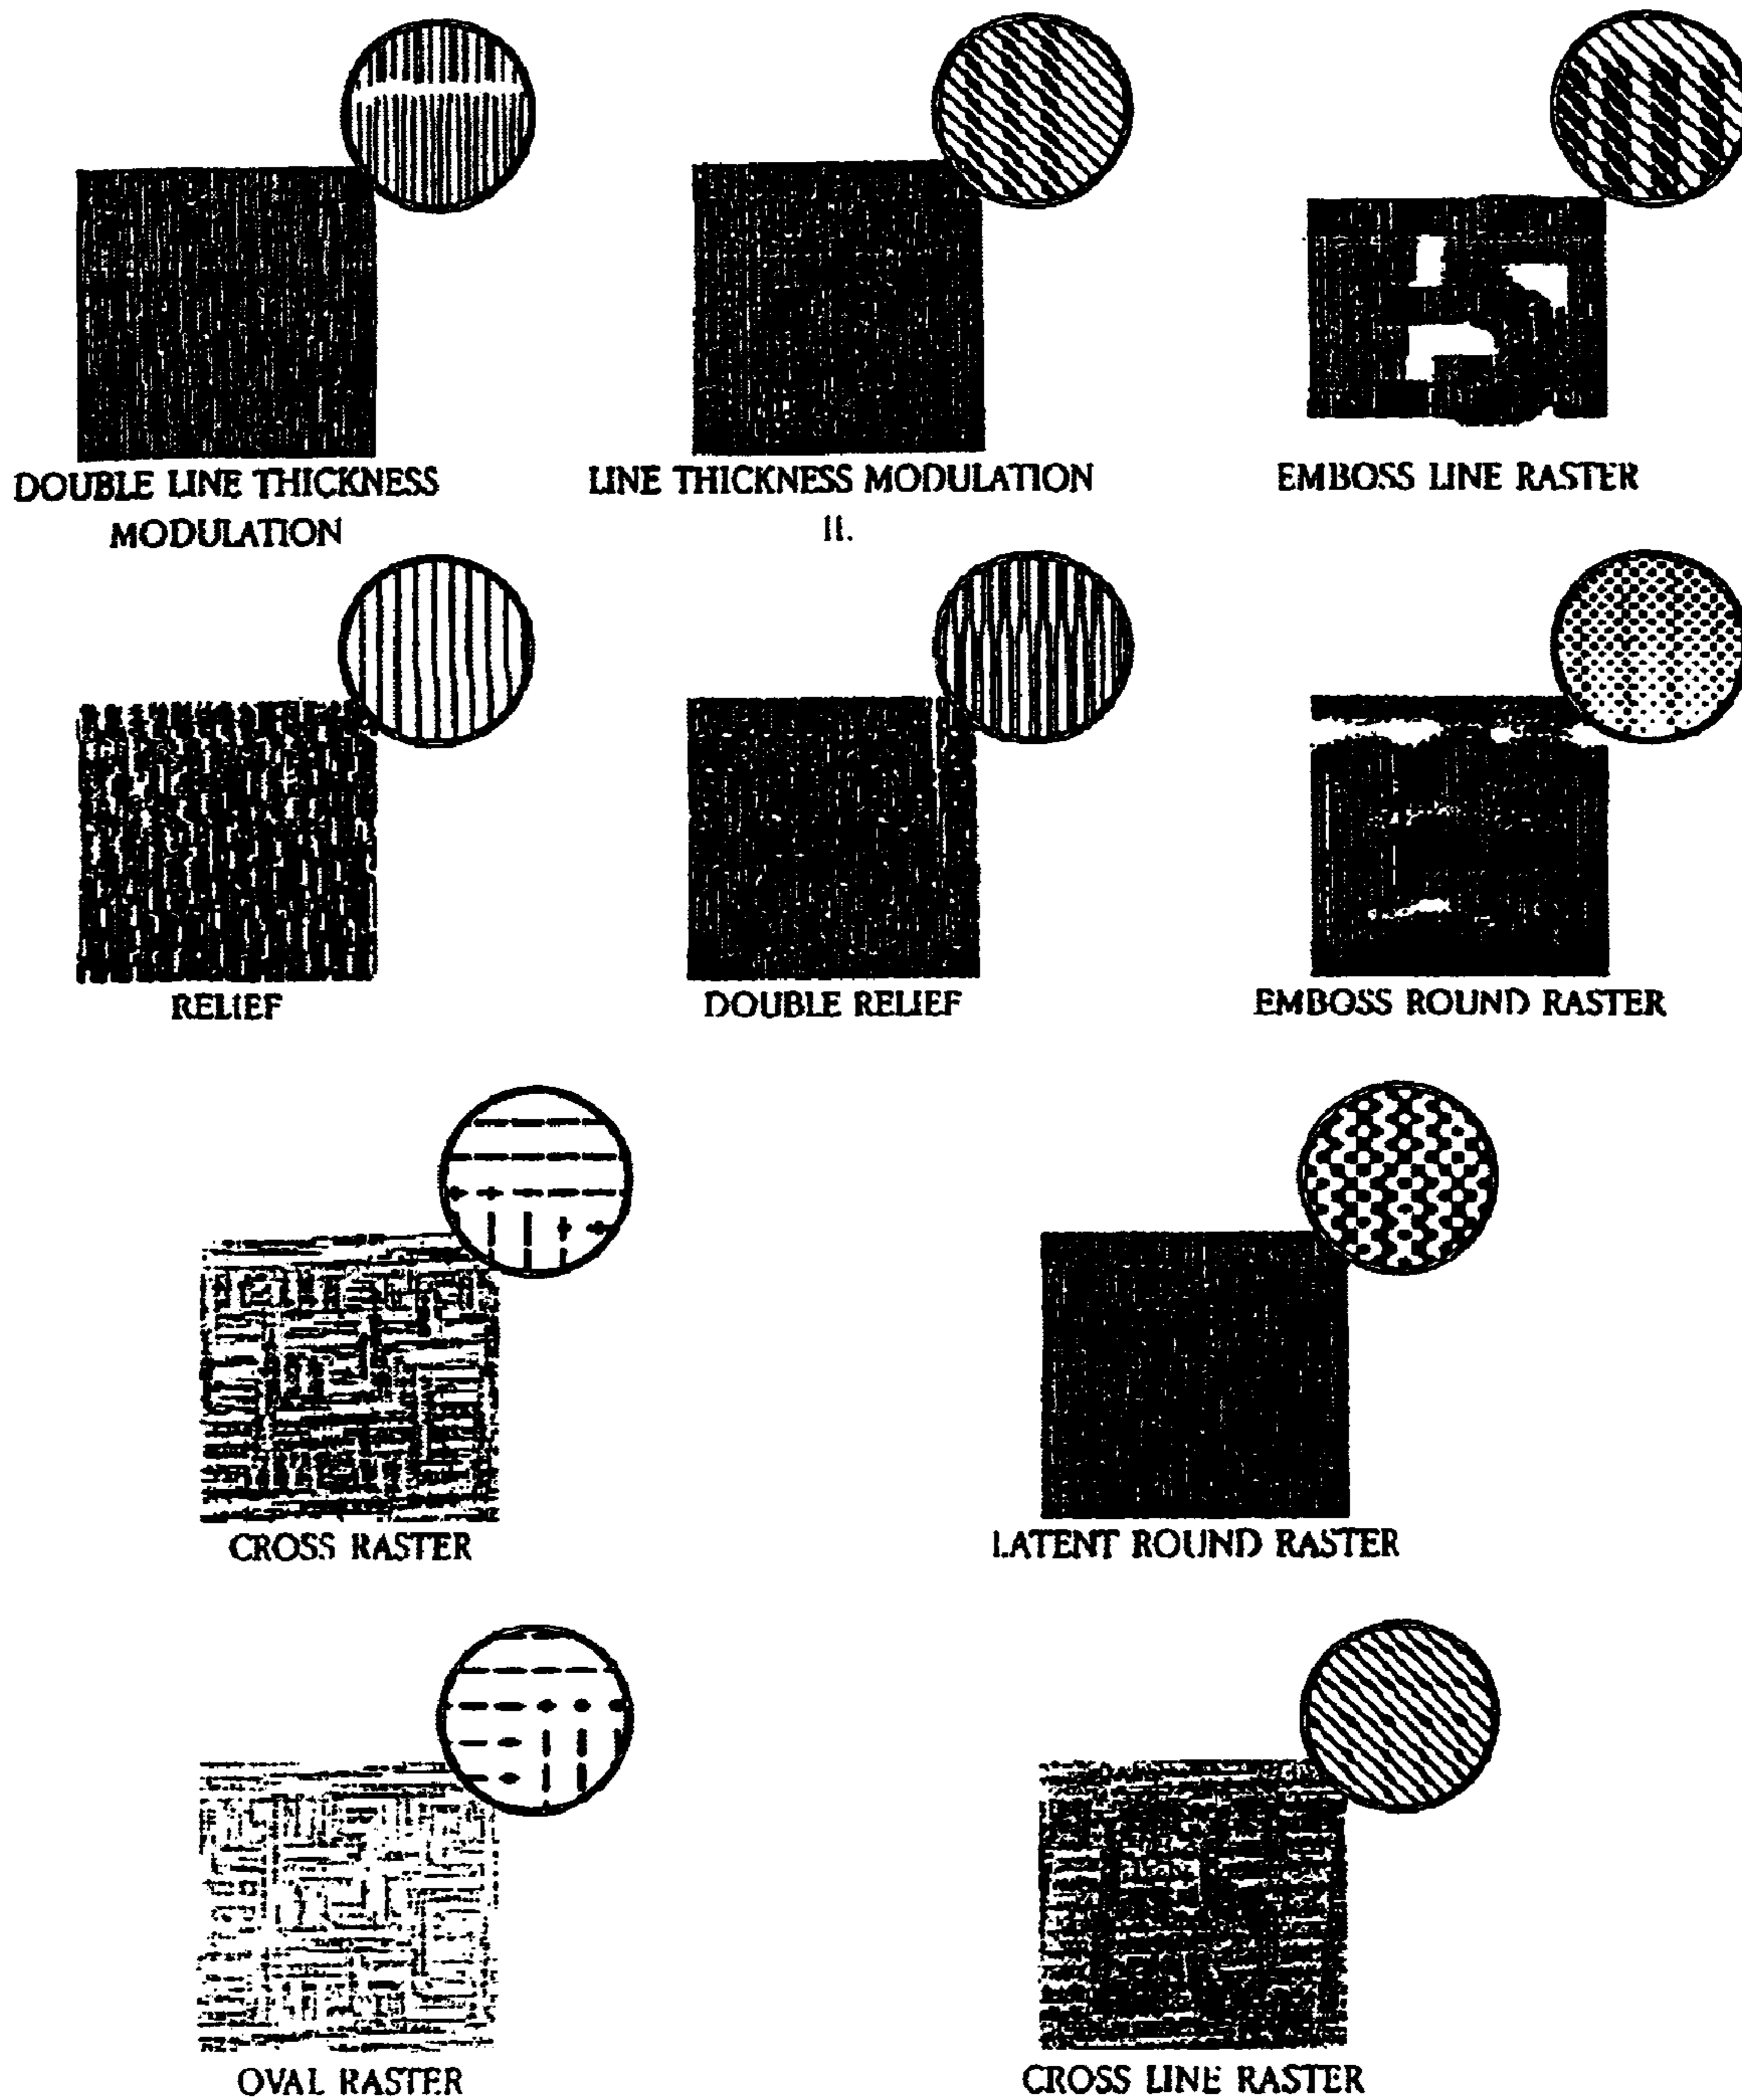 DOUBLE LINE THICKNESS
MODULATION
LINE THICKNESS MODULATION
II.
EMBOSS LINE RASTER
RELIEF
DOUBLE RELIEF
EMBOSS ROUND RASTER
CROSS RASTER
LATENT ROUND RASTER
OVAL RASTER
CROSS LINE RASTER